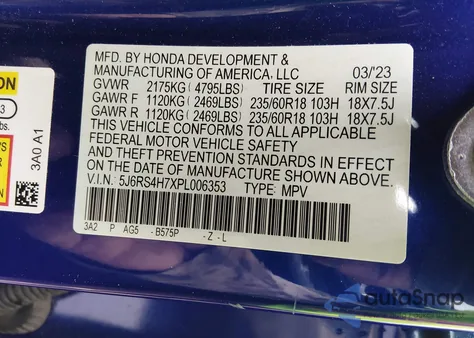 MFD. BY HONDA DEVELOPMENT &
MANUFACTURING OF AMERICA, LLC 03/'23
GVWR 2175KG ( 4795LBS) TIRE SIZE RIM SIZE
GAWR F 1120KG ( 2469LBS) 235/60R18 103H 18X7.5J
GAWR R 1120KG ( 2469LBS) 235/60R18 103H 18X7.5J
THIS VEHICLE CONFORMS TO ALL APPLICABLE
FEDERAL MOTOR VEHICLE SAFETY
AND THEFT PREVENTION STANDARDS IN EFFECT
ON THE DATE OF MANUFACTURE SHOWN ABOVE.
V.I.N.: 5J6RS4H7XPL006353 TYPE: MPV
3A2 P AG5 - B575P - Z - L
ON
3
bs.
'S
R
3A0 A1
autoSnap